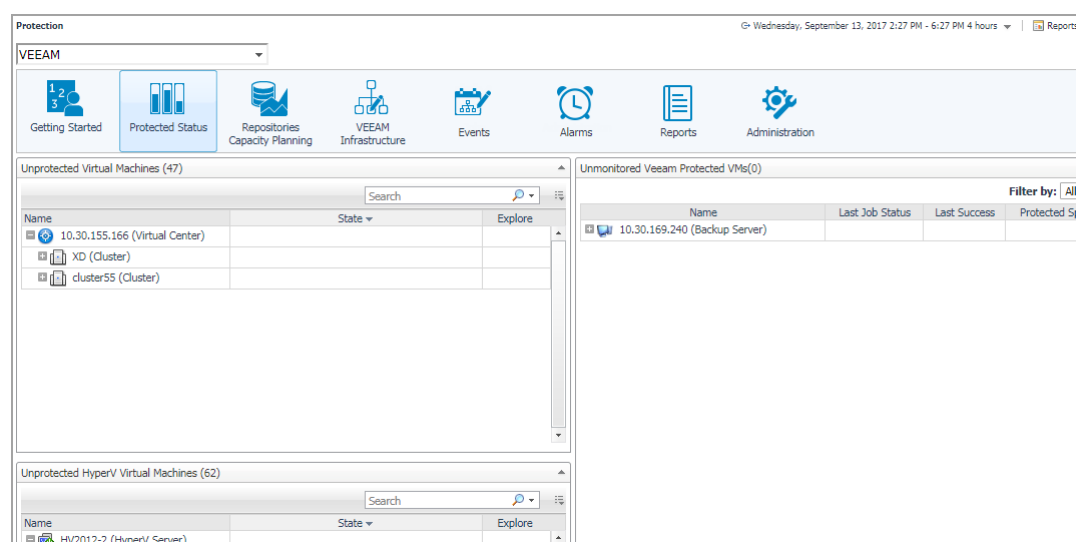 Protection
Wednesday, September 13, 2017 2:27 PM - 6:27 PM 4 hours
Reports
VEEAM
1 2 3
Getting Started
Protected Status
Repositories
Capacity Planning
VEEAM
Infrastructure
Events
Alarms
Reports
Administration
Unprotected Virtual Machines (47)
Search
Name State Explore
10.30.155.166 (Virtual Center)
XD (Cluster)
cluster55 (Cluster)
Unprotected HyperV Virtual Machines (62)
Search
Name State Explore
HV2012-2 (HyperV Server)
Unmonitored Veeam Protected VMs(0)
Filter by: All
Name Last Job Status Last Success Protected Sp
10.30.169.240 (Backup Server)